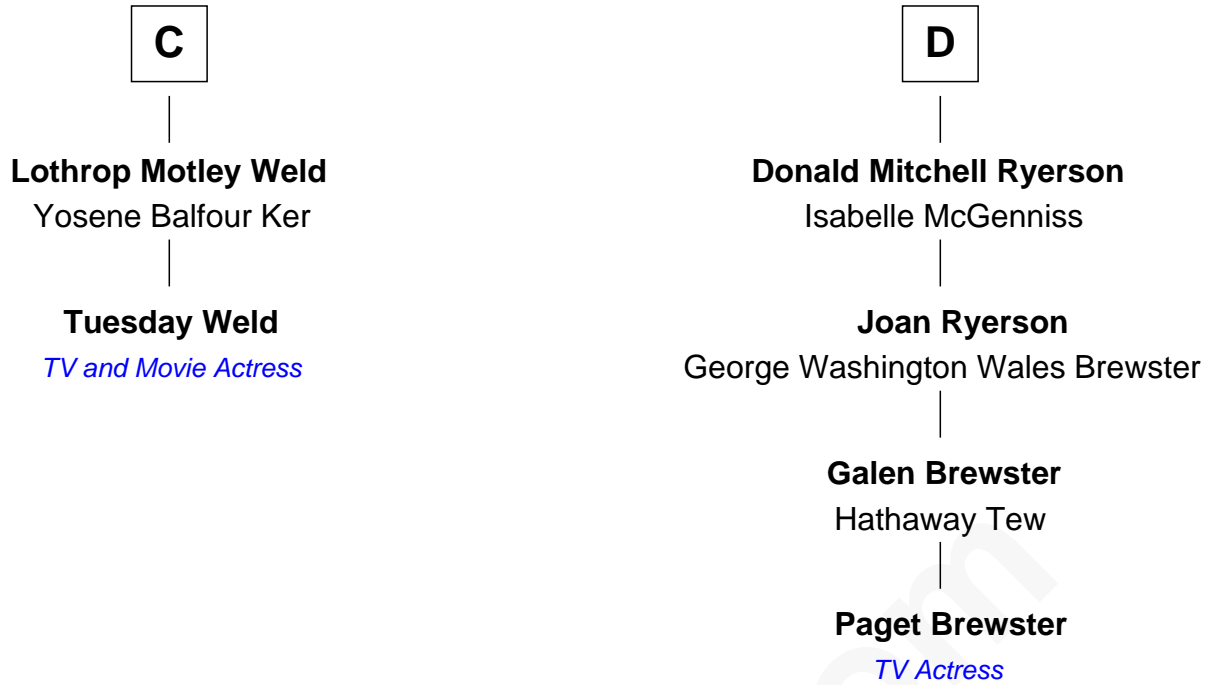 C
Lothrop Motley Weld
Yosene Balfour Ker
Tuesday Weld
TV and Movie Actress
D
Donald Mitchell Ryerson
Isabelle McGenniss
Joan Ryerson
George Washington Wales Brewster
Galen Brewster
Hathaway Tew
Paget Brewster
TV Actress